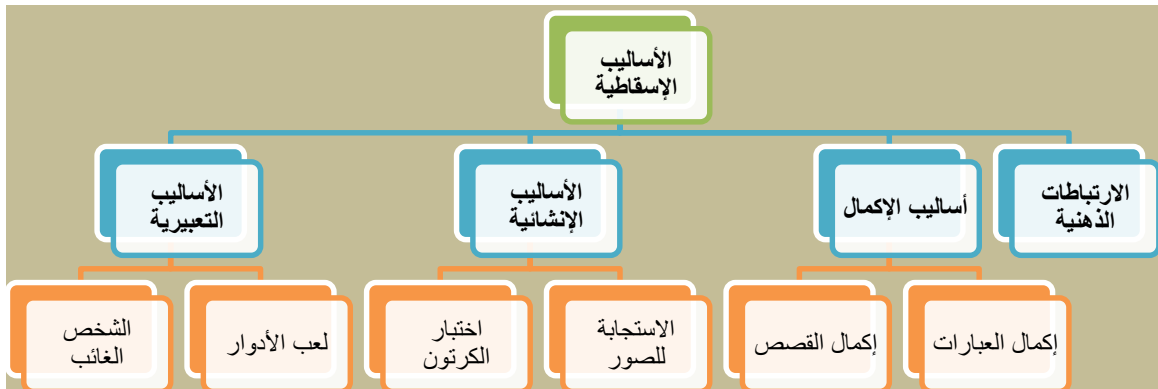 الأساليب
الإسقاطية
الارتباطات
الذهنية
أساليب الإكمال
الأساليب
الإنشائية
الأساليب
التعبيرية
إكمال العبارات
إكمال القصص
الاستجابة
للصور
اختبار
الكرتون
لعب الأدوار
الشخص
الغائب